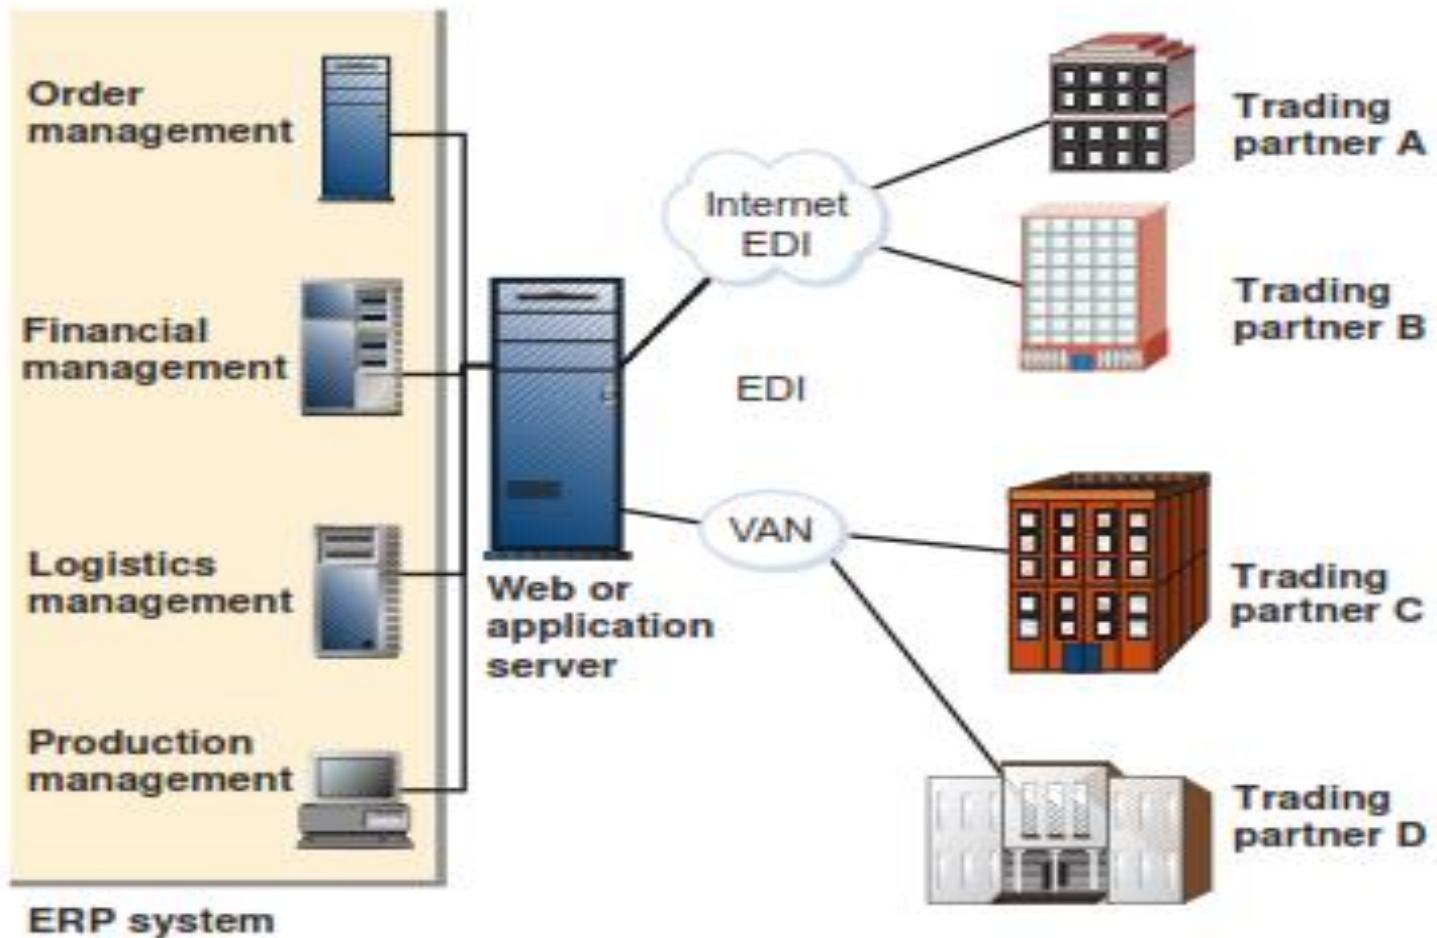 Order
management
Financial
management
Logistics
management
Production
management
ERP system
Web or
application
server
Internet
EDI
EDI
VAN
Trading
partner A
Trading
partner B
Trading
partner C
Trading
partner D